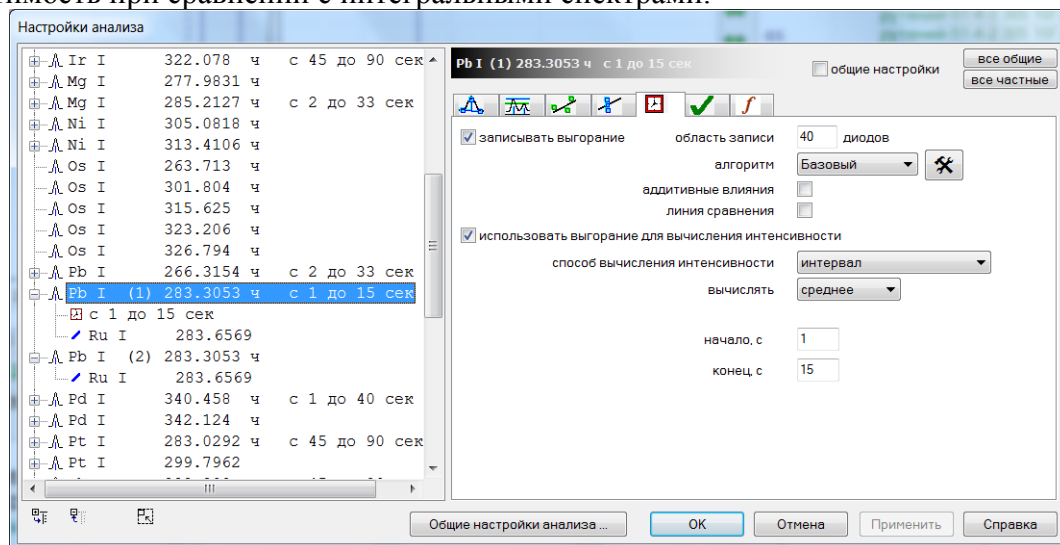 имость при сравнении с интегральными спектрами.
Настройки анализа
Ir I 322.078 ч с 45 до 90 сек
Mg I 277.9831 ч
Mg I 285.2127 ч с 2 до 33 сек
Ni I 305.0818 ч
Ni I 313.4106 ч
Os I 263.713 ч
Os I 301.804 ч
Os I 315.625 ч
Os I 323.206 ч
Os I 326.794 ч
Pb I 266.3154 ч с 2 до 33 сек
Pb I (1) 283.3053 ч с 1 до 15 сек
с 1 до 15 сек
Ru I 283.6569
Pb I (2) 283.3053 ч
Ru I 283.6569
Pd I 340.458 ч с 1 до 40 сек
Pd I 342.124 ч
Pt I 283.0292 ч с 45 до 90 сек
Pt I 299.7962
Pb I (1) 283.3053 ч с 1 до 15 сек
общие настройки
все общие
все частные
f
записывать выгорание
область записи 40 диодов
алгоритм Базовый
аддитивные влияния
линия сравнения
использовать выгорание для вычисления интенсивности
способ вычисления интенсивности интервал
вычислять среднее
начало, с 1
конец, с 15
Общие настройки анализа ...
ОК
Отмена
Применить
Справка